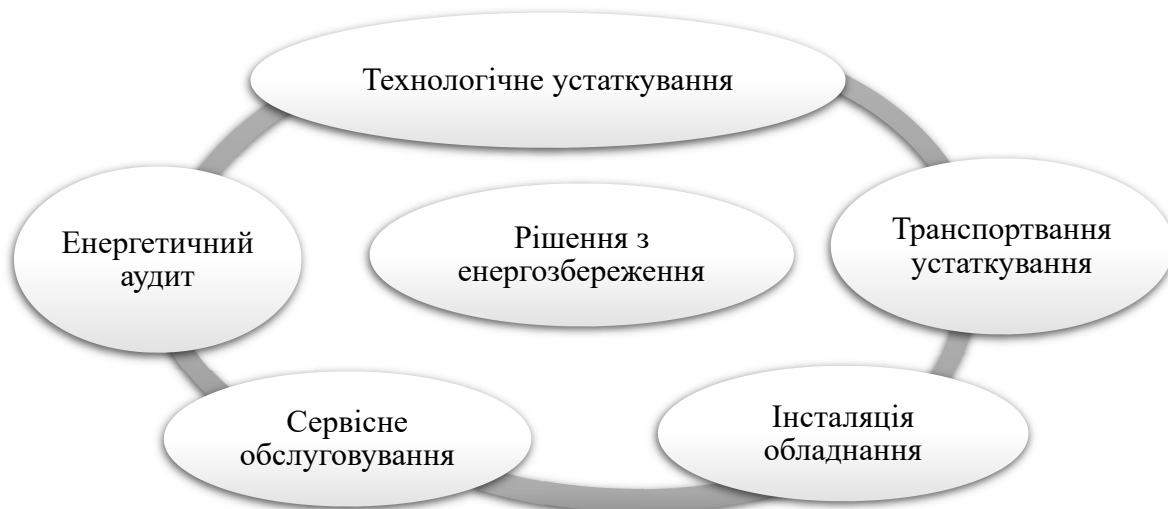 Технологічне устаткування
Енергетичний
аудит
Рішення з
енергозбереження
Транспортвання
устаткування
Сервісне
обслуговування
Інсталяція
обладнання